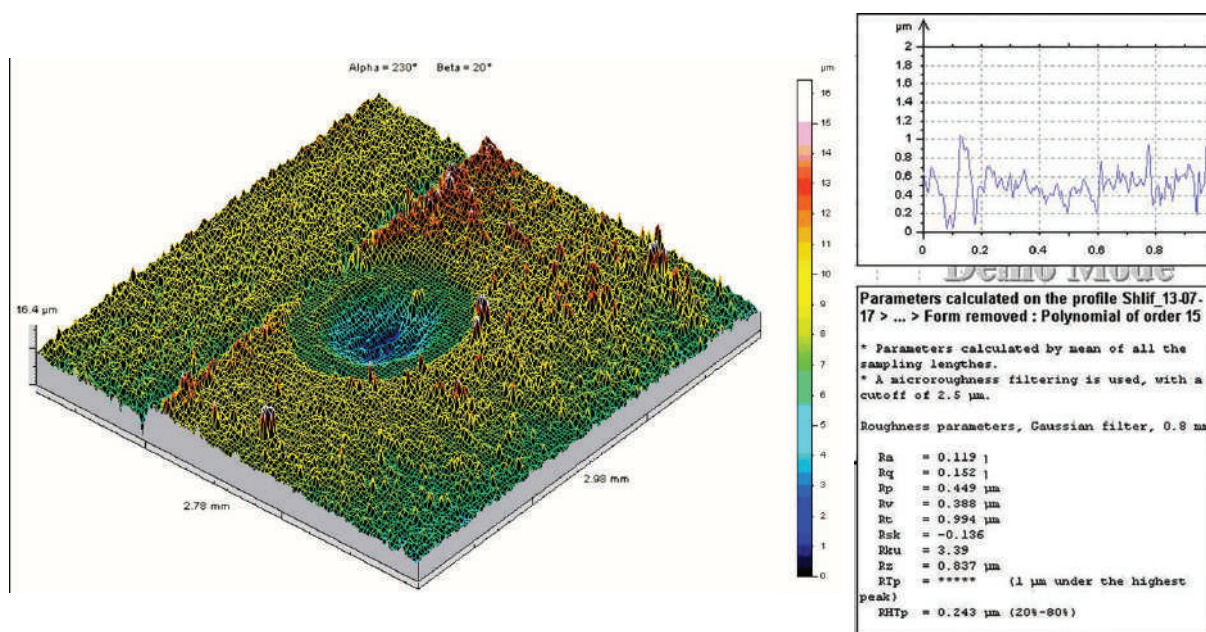 Alpha = 230° Beta = 20°
µm
16
15
14
13
12
11
10
9
8
7
6
5
4
3
2
1
0
16.4 µm
2.78 mm
2.98 mm
µm
2
1.8
1.6
1.4
1.2
1
0.8
0.6
0.4
0.2
0
0 0.2 0.4 0.6 0.8
Demo Mode
Parameters calculated on the profile Shlif_13-07-
17 > ... > Form removed : Polynomial of order 15
* Parameters calculated by mean of all the
sampling lengthes.
* A microroughness filtering is used, with a
cutoff of 2.5 µm.
Roughness parameters, Gaussian filter, 0.8 mm
Ra = 0.119
Rq = 0.152
Rp = 0.449 µm
Rv = 0.388 µm
Rt = 0.994 µm
Rsk = -0.136
Rku = 3.39
Rz = 0.837 µm
RTp = ***** (1 µm under the highest
peak)
RHTp = 0.243 µm (20%-80%)